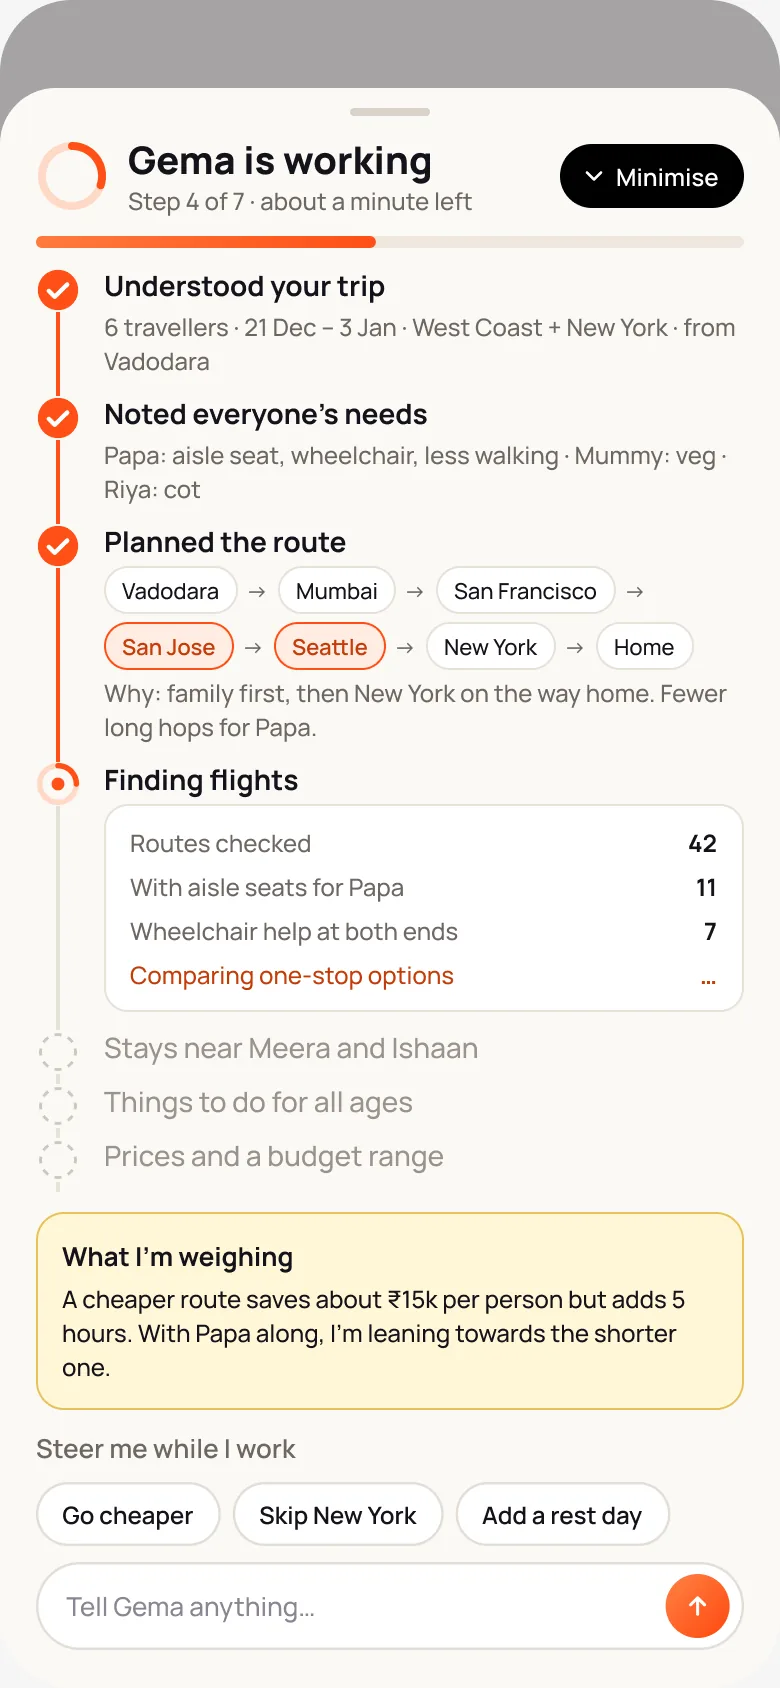 Gema is working
Step 4 of 7 · about a minute left
Minimise
Understood your trip
6 travellers · 21 Dec – 3 Jan · West Coast + New York · from
Vadodara
Noted everyone’s needs
Papa: aisle seat, wheelchair, less walking · Mummy: veg ·
Riya: cot
Planned the route
Vadodara → Mumbai → San Francisco →
San Jose → Seattle → New York → Home
Why: family first, then New York on the way home. Fewer
long hops for Papa.
Finding flights
Routes checked 42
With aisle seats for Papa 11
Wheelchair help at both ends 7
Comparing one-stop options ...
Stays near Meera and Ishaan
Things to do for all ages
Prices and a budget range
What I’m weighing
A cheaper route saves about ₹15k per person but adds 5
hours. With Papa along, I’m leaning towards the shorter
one.
Steer me while I work
Go cheaper Skip New York Add a rest day
Tell Gema anything...